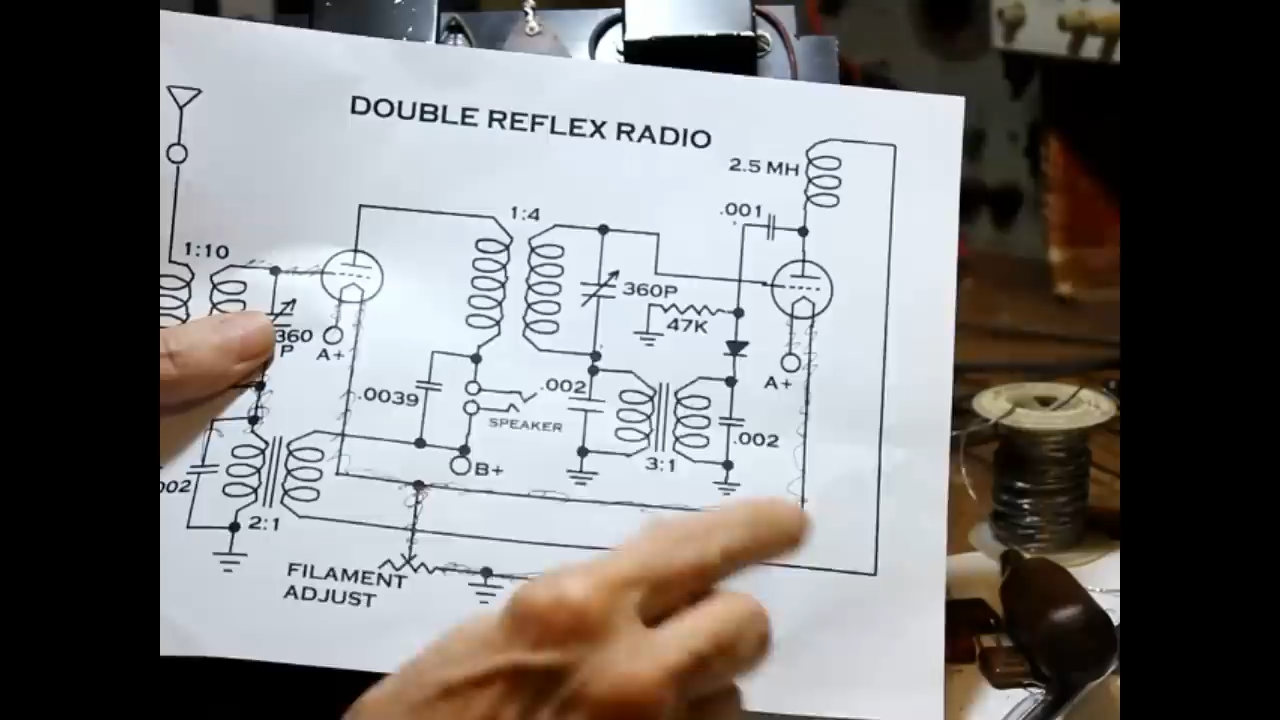 DOUBLE REFLEX RADIO
2.5 MH
.001
1:4
1:10
360P
47K
360
P
A+
A+
.0039
.002
SPEAKER
.002
B+
3:1
002
2:1
FILAMENT
ADJUST